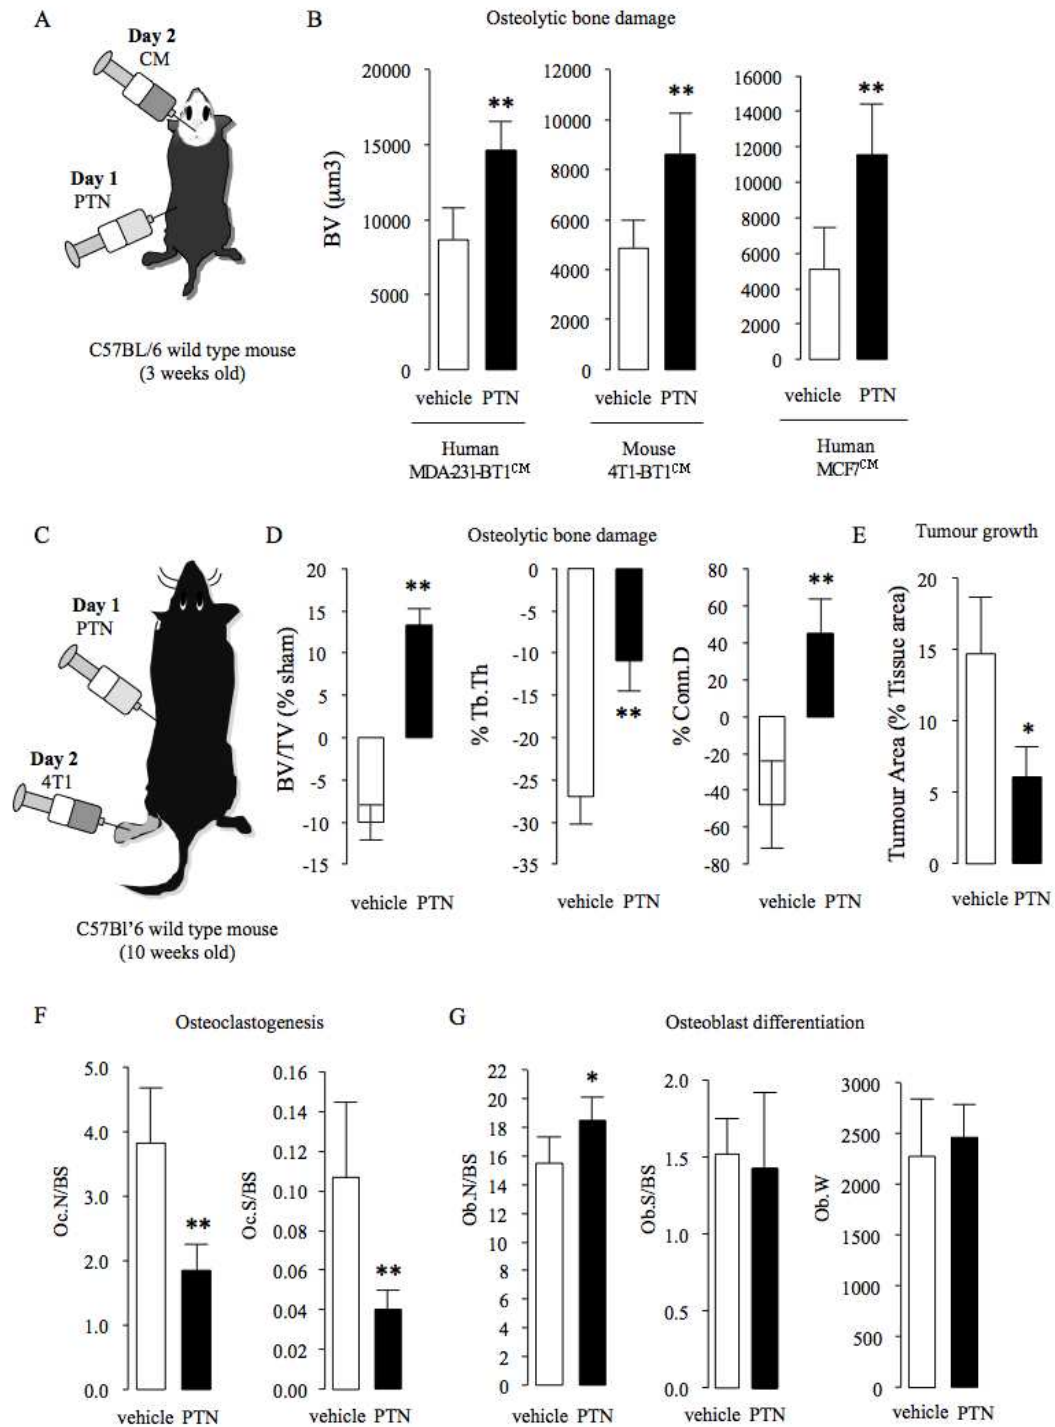 A
Day 2
CM
Day 1
PTN
C57BL/6 wild type mouse
(3 weeks old)
B
Osteolytic bone damage
BV (µm3)
20000
15000
10000
5000
0
**
vehicle PTN
Human
MDA-231-BT1CM
12000
10000
8000
6000
4000
2000
0
**
vehicle PTN
Mouse
4T1-BT1CM
16000
14000
12000
10000
8000
6000
4000
2000
0
**
vehicle PTN
Human
MCF7CM
C
Day 1
PTN
Day 2
4T1
C57Bl'6 wild type mouse
(10 weeks old)
D
Osteolytic bone damage
BV/TV (% sham)
20
15
10
5
0
-5
-10
-15
**
vehicle PTN
% Tb.Th
0
-5
-10
-15
-20
-25
-30
-35
**
vehicle PTN
% Conn.D
80
60
40
20
0
-20
-40
-60
-80
**
vehicle PTN
E
Tumour growth
Tumour Area (% Tissue area)
20
15
10
5
0
*
vehicle PTN
F
Osteoclastogenesis
Oc.N/BS
5.0
4.0
3.0
2.0
1.0
0.0
**
vehicle PTN
Oc.S/BS
0.16
0.14
0.12
0.10
0.08
0.06
0.04
0.02
0.00
**
vehicle PTN
G
Osteoblast differentiation
Ob.N/BS
22
20
18
16
14
12
10
8
6
4
2
0
*
vehicle PTN
Ob.S/BS
2.0
1.5
1.0
0.5
0.0
vehicle PTN
Ob.W
3000
2500
2000
1500
1000
500
0
vehicle PTN